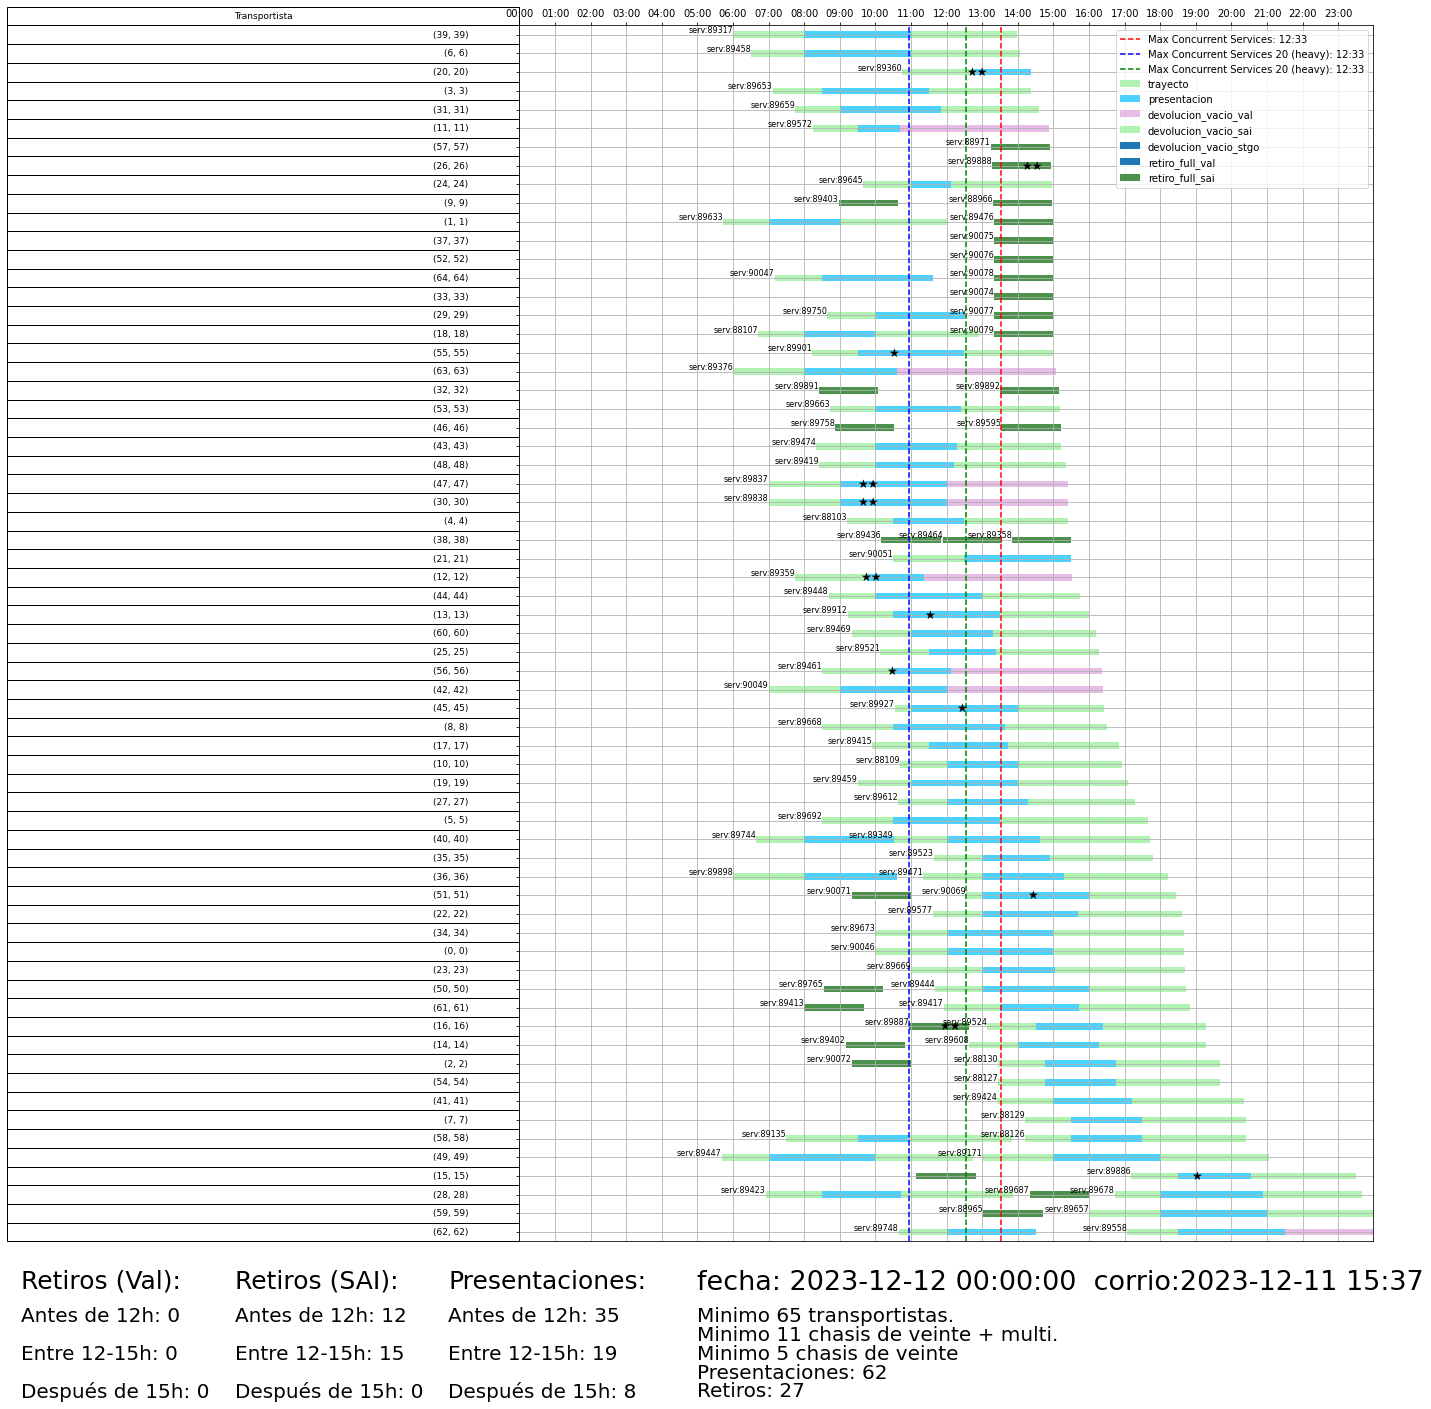 Transportista
00:00 01:00 02:00 03:00 04:00 05:00 06:00 07:00 08:00 09:00 10:00 11:00 12:00 13:00 14:00 15:00 16:00 17:00 18:00 19:00 20:00 21:00 22:00 23:00
Max Concurrent Services: 12:33
Max Concurrent Services 20 (heavy): 12:33
Max Concurrent Services 20 (heavy): 12:33
trayecto
presentacion
devolucion_vacio_val
devolucion_vacio_sai
devolucion_vacio_stgo
retiro_full_val
retiro_full_sai
(39, 39) serv:89317
(6, 6) serv:89458
(20, 20) serv:89360
(3, 3) serv:89653
(31, 31) serv:89659
(11, 11) serv:89572
(57, 57) serv:88971
(26, 26) serv:89888
(24, 24) serv:89645
(9, 9) serv:89403 serv:88966
(1, 1) serv:89633 serv:89476
(37, 37) serv:90075
(52, 52) serv:90076
(64, 64) serv:90047 serv:90078
(33, 33) serv:90074
(29, 29) serv:89750 serv:90077
(18, 18) serv:88107 serv:90079
(55, 55) serv:89901
(63, 63) serv:89376
(32, 32) serv:89891 serv:89892
(53, 53) serv:89663
(46, 46) serv:89758 serv:89595
(43, 43) serv:89474
(48, 48) serv:89419
(47, 47) serv:89837
(30, 30) serv:89838
(4, 4) serv:88103
(38, 38) serv:89436 serv:89464 serv:89358
(21, 21) serv:90051
(12, 12) serv:89359
(44, 44) serv:89448
(13, 13) serv:89912
(60, 60) serv:89469
(25, 25) serv:89521
(56, 56) serv:89461
(42, 42) serv:90049
(45, 45) serv:89927
(8, 8) serv:89668
(17, 17) serv:89415
(10, 10) serv:88109
(19, 19) serv:89459
(27, 27) serv:89612
(5, 5) serv:89692
(40, 40) serv:89744 serv:89349
(35, 35) serv:89523
(36, 36) serv:89898 serv:89471
(51, 51) serv:90071 serv:90069
(22, 22) serv:89577
(34, 34) serv:89673
(0, 0) serv:90046
(23, 23) serv:89669
(50, 50) serv:89765 serv:89444
(61, 61) serv:89413 serv:89417
(16, 16) serv:89887 serv:89524
(14, 14) serv:89402 serv:89608
(2, 2) serv:90072 serv:88130
(54, 54) serv:88127
(41, 41) serv:89424
(7, 7) serv:88129
(58, 58) serv:89135 serv:88126
(49, 49) serv:89447 serv:89171
(15, 15) serv:89886
(28, 28) serv:89423 serv:89687 serv:89678
(59, 59) serv:88965 serv:89657
(62, 62) serv:89748 serv:89558
Retiros (Val): Retiros (SAI): Presentaciones: fecha: 2023-12-12 00:00:00 corrio:2023-12-11 15:37
Antes de 12h: 0 Antes de 12h: 12 Antes de 12h: 35 Minimo 65 transportistas.
Minimo 11 chasis de veinte + multi.
Entre 12-15h: 0 Entre 12-15h: 15 Entre 12-15h: 19 Minimo 5 chasis de veinte
Presentaciones: 62
Después de 15h: 0 Después de 15h: 0 Después de 15h: 8 Retiros: 27